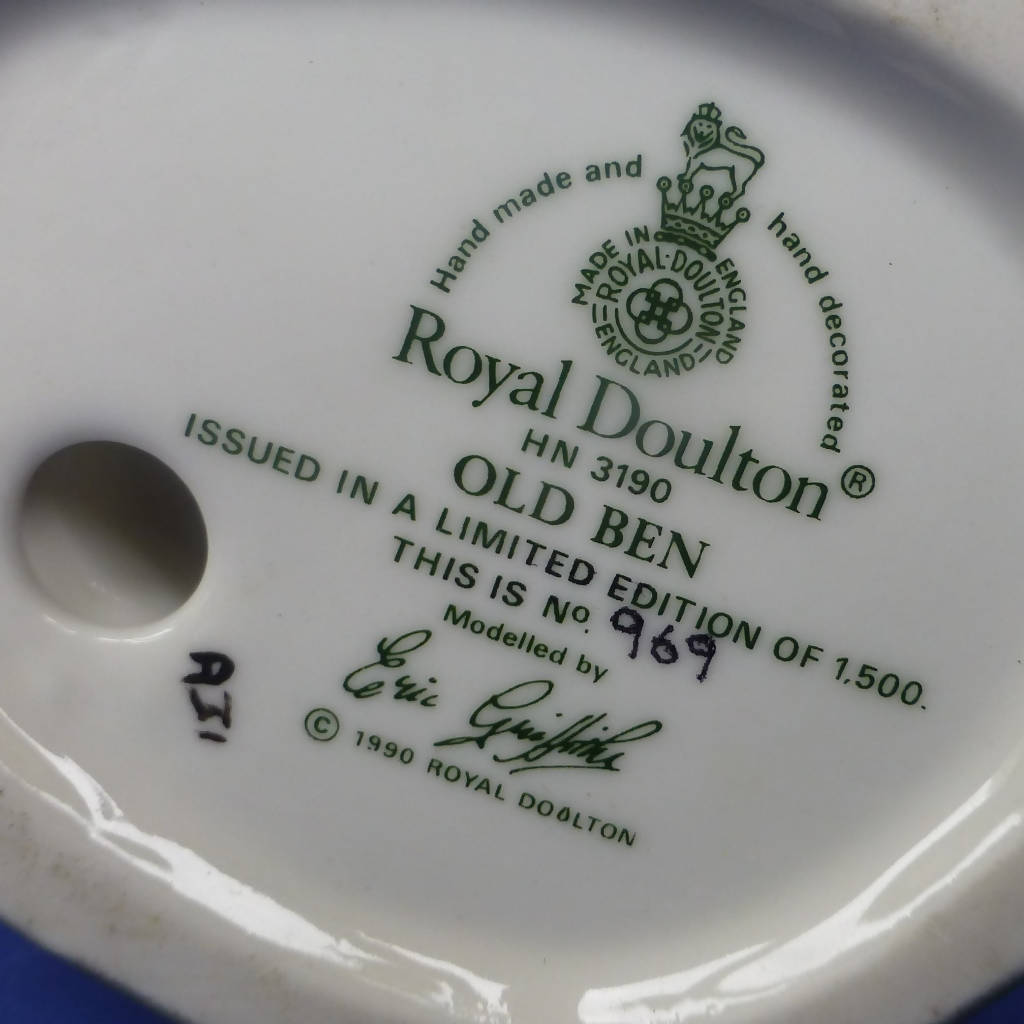 Hand made and hand decorated
MADE IN ENGLAND
ROYAL·DOULTON
ENGLAND
Royal Doulton ®
HN 3190
OLD BEN
ISSUED IN A LIMITED EDITION OF 1,500.
THIS IS Nº. 969
Modelled by
Eric Griffiths
© 1990 ROYAL DOULTON